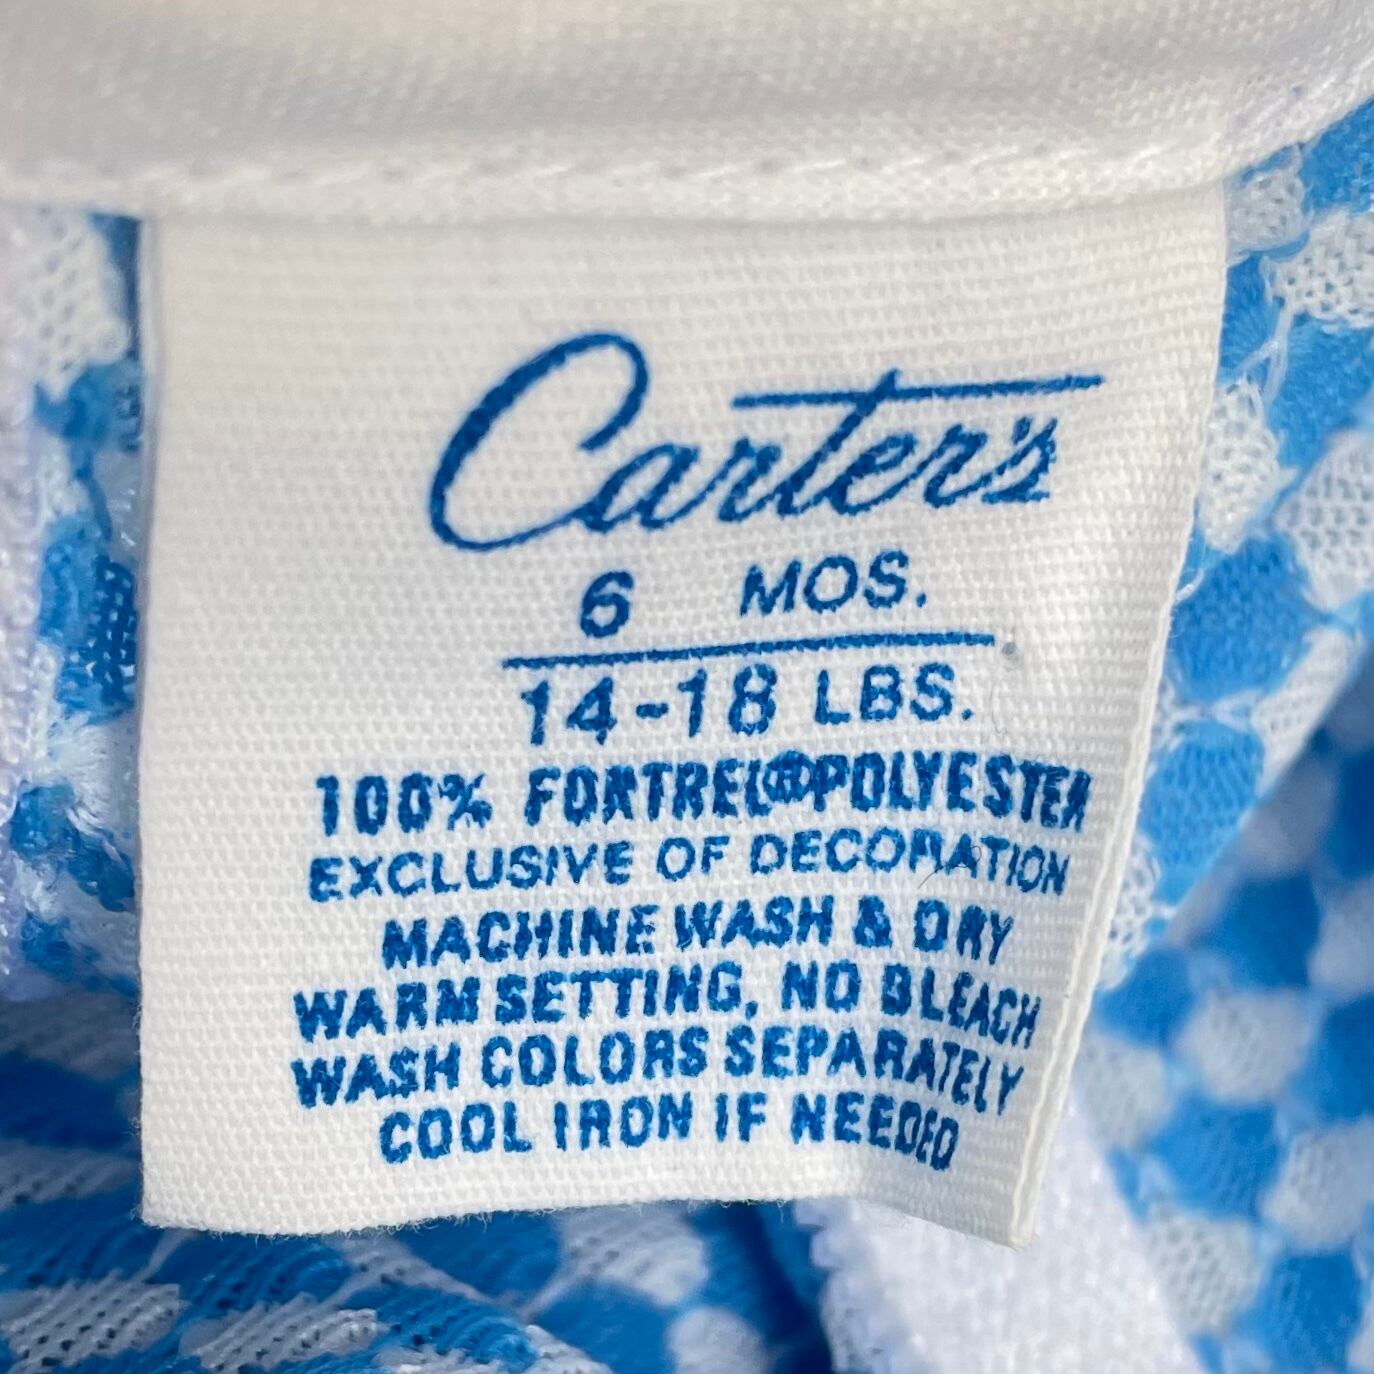 Carter's
6 MOS.
14-18 LBS.
100% FORTREL®POLYESTER
EXCLUSIVE OF DECORATION
MACHINE WASH & DRY
WARM SETTING, NO BLEACH
WASH COLORS SEPARATELY
COOL IRON IF NEEDED